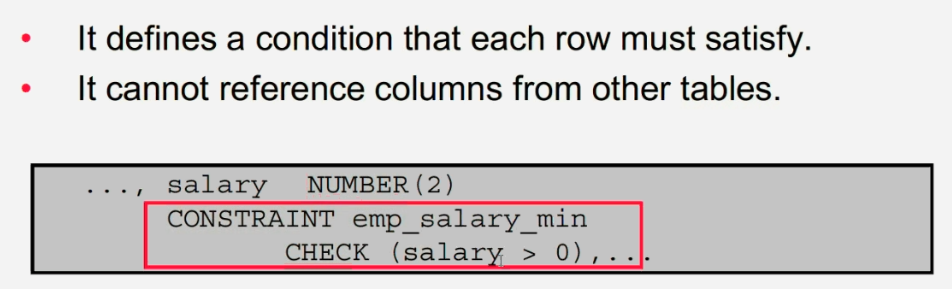 • It defines a condition that each row must satisfy.
• It cannot reference columns from other tables.
..., salary NUMBER(2)
CONSTRAINT emp_salary_min
CHECK (salary > 0),...